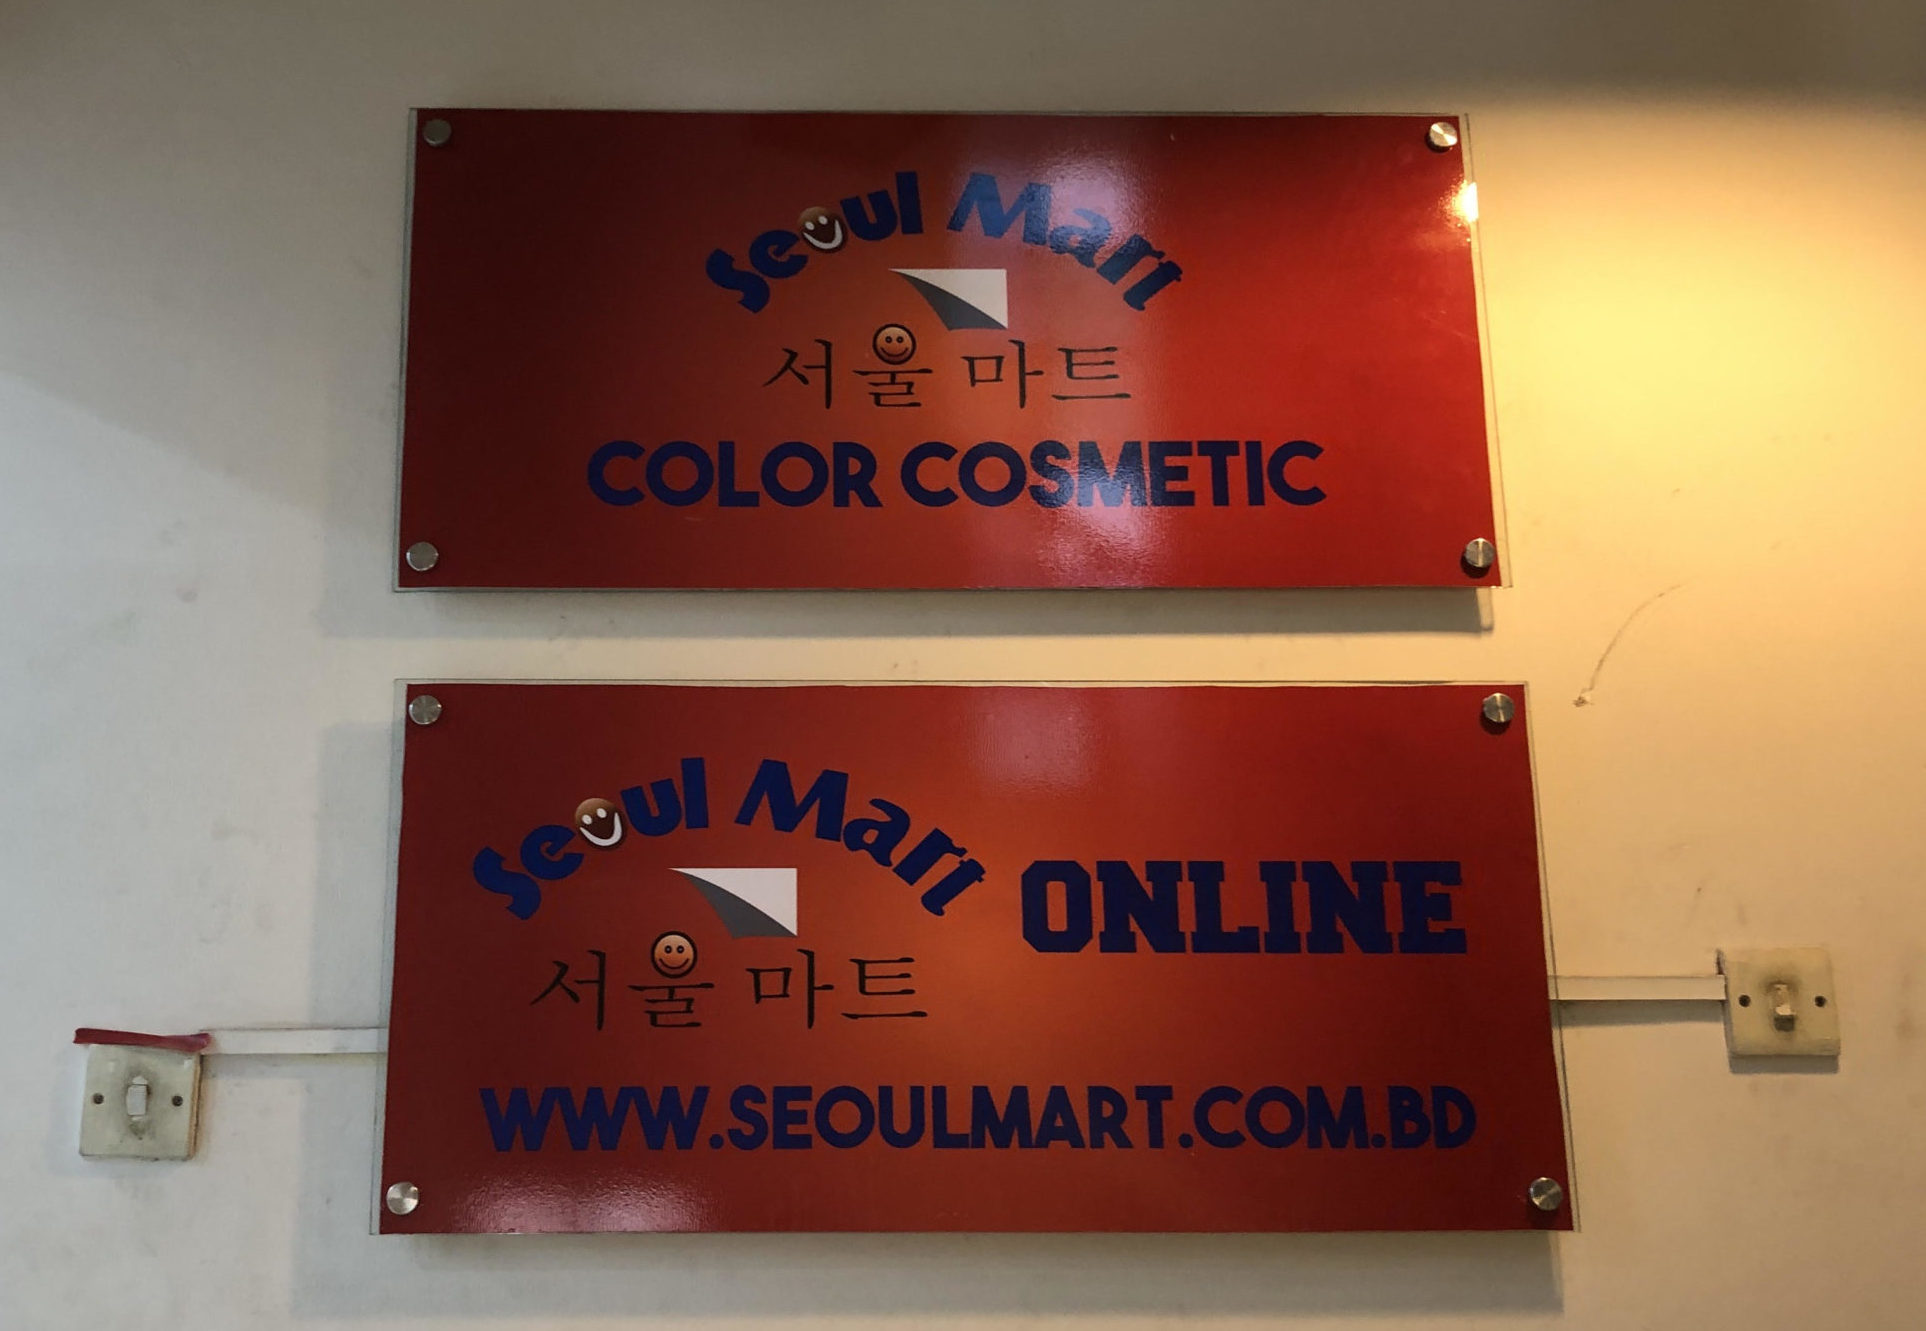 Seoul Mart
서울 마트
COLOR COSMETIC
Seoul Mart
서울 마트
ONLINE
WWW.SEOULMART.COM.BD